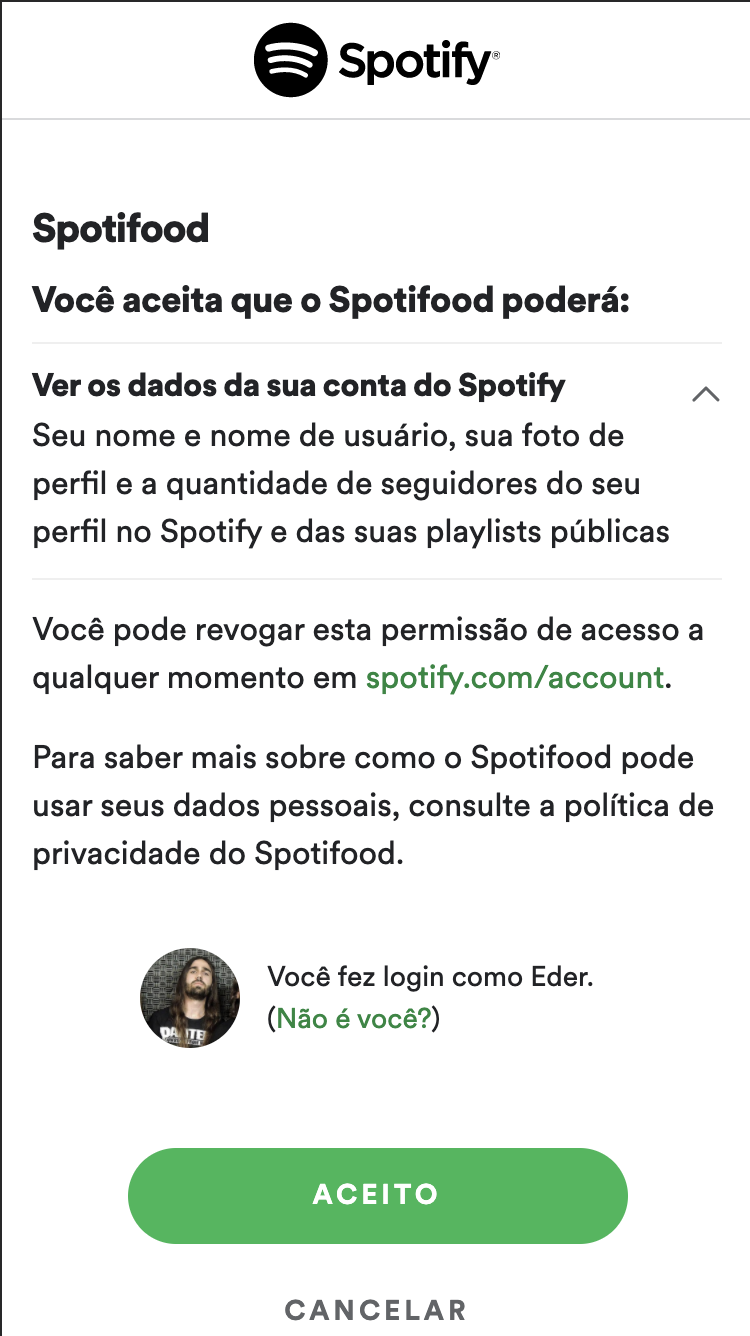 Spotify®
Spotifood
Você aceita que o Spotifood poderá:
Ver os dados da sua conta do Spotify
Seu nome e nome de usuário, sua foto de
perfil e a quantidade de seguidores do seu
perfil no Spotify e das suas playlists públicas
Você pode revogar esta permissão de acesso a
qualquer momento em spotify.com/account.
Para saber mais sobre como o Spotifood pode
usar seus dados pessoais, consulte a política de
privacidade do Spotifood.
Você fez login como Eder.
(Não é você?)
ACEITO
CANCELAR